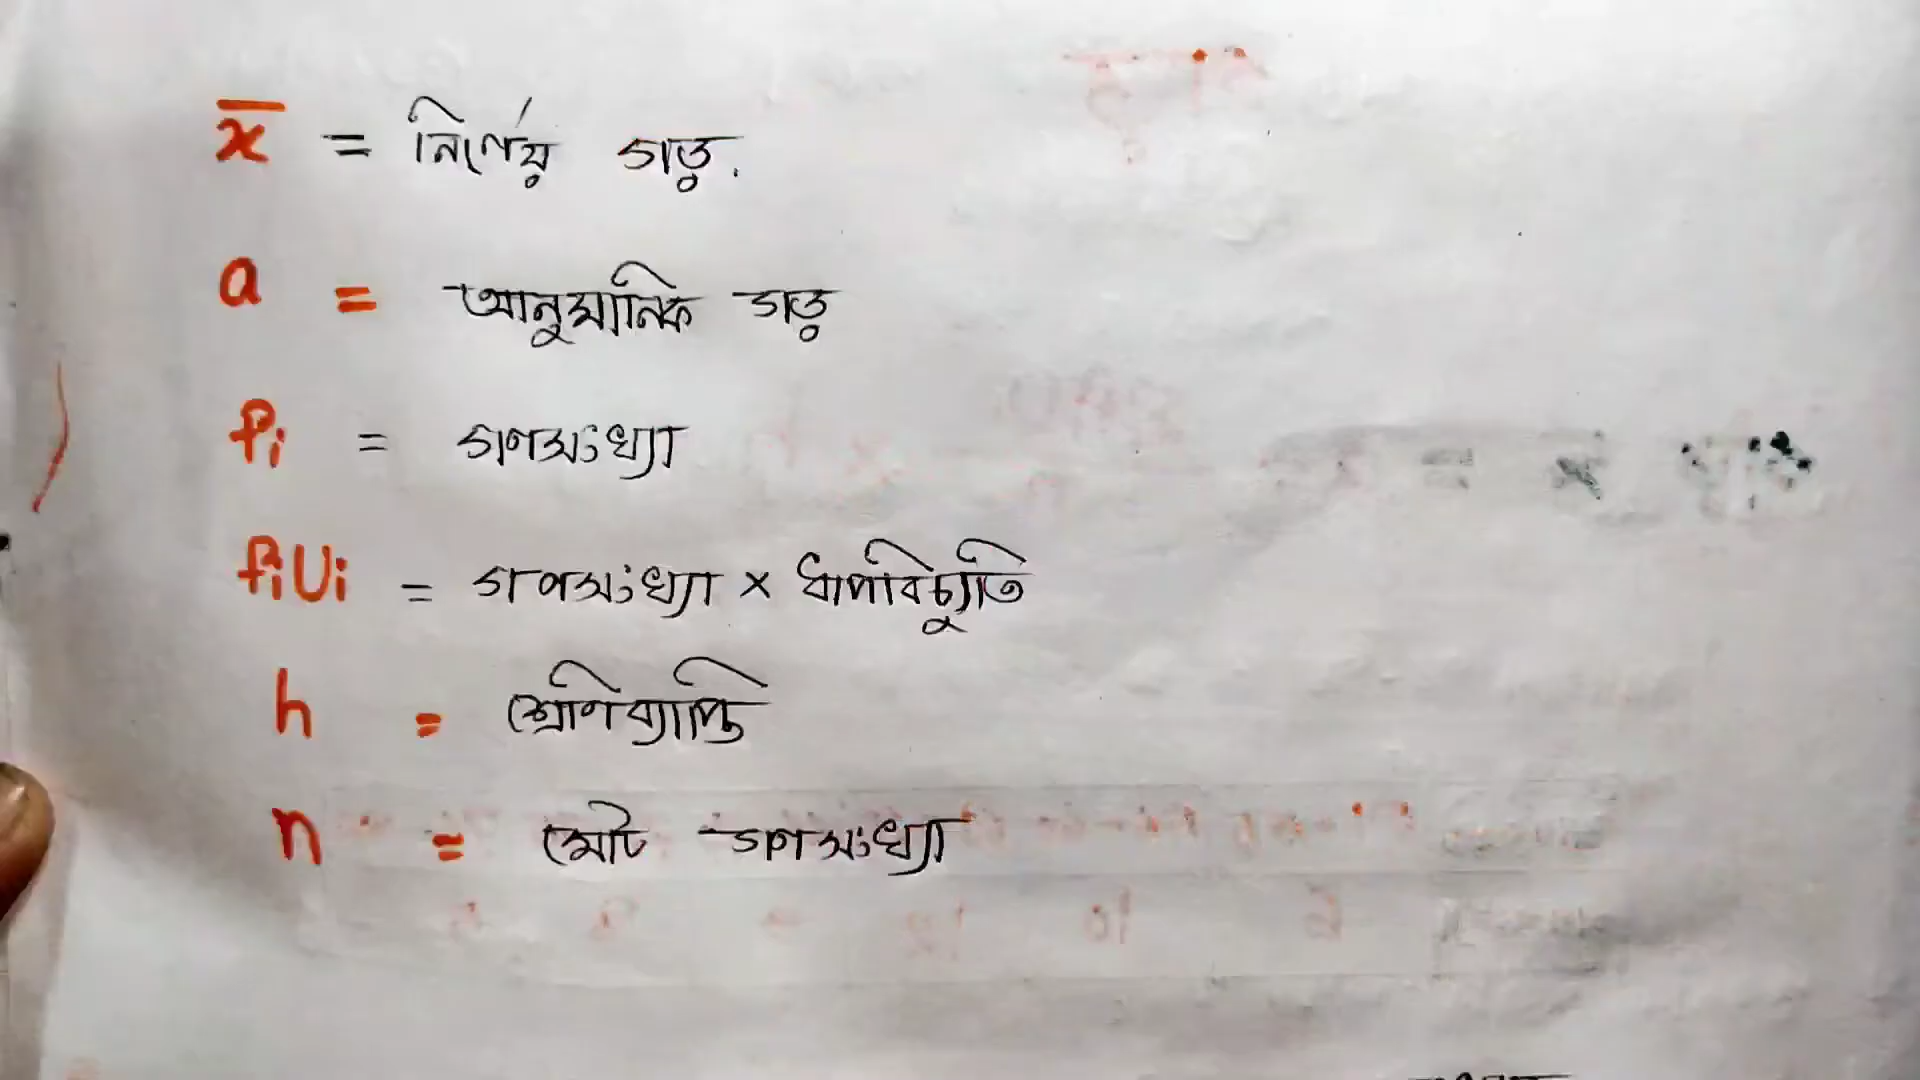 x̄ = নির্ণেয় গড়.
a = আনুমানিক গড়
fi = গণসংখ্যা
fiUi = গণসংখ্যা × ধাপবিচ্যুতি
h = শ্রেণিব্যাপ্তি
n = মোট গণসংখ্যা